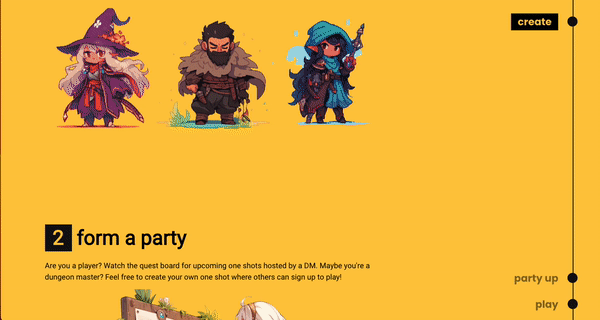 create
2 form a party
Are you a player? Watch the quest board for upcoming one shots hosted by a DM. Maybe you're a
dungeon master? Feel free to create your own one shot where others can sign up to play!
party up
play